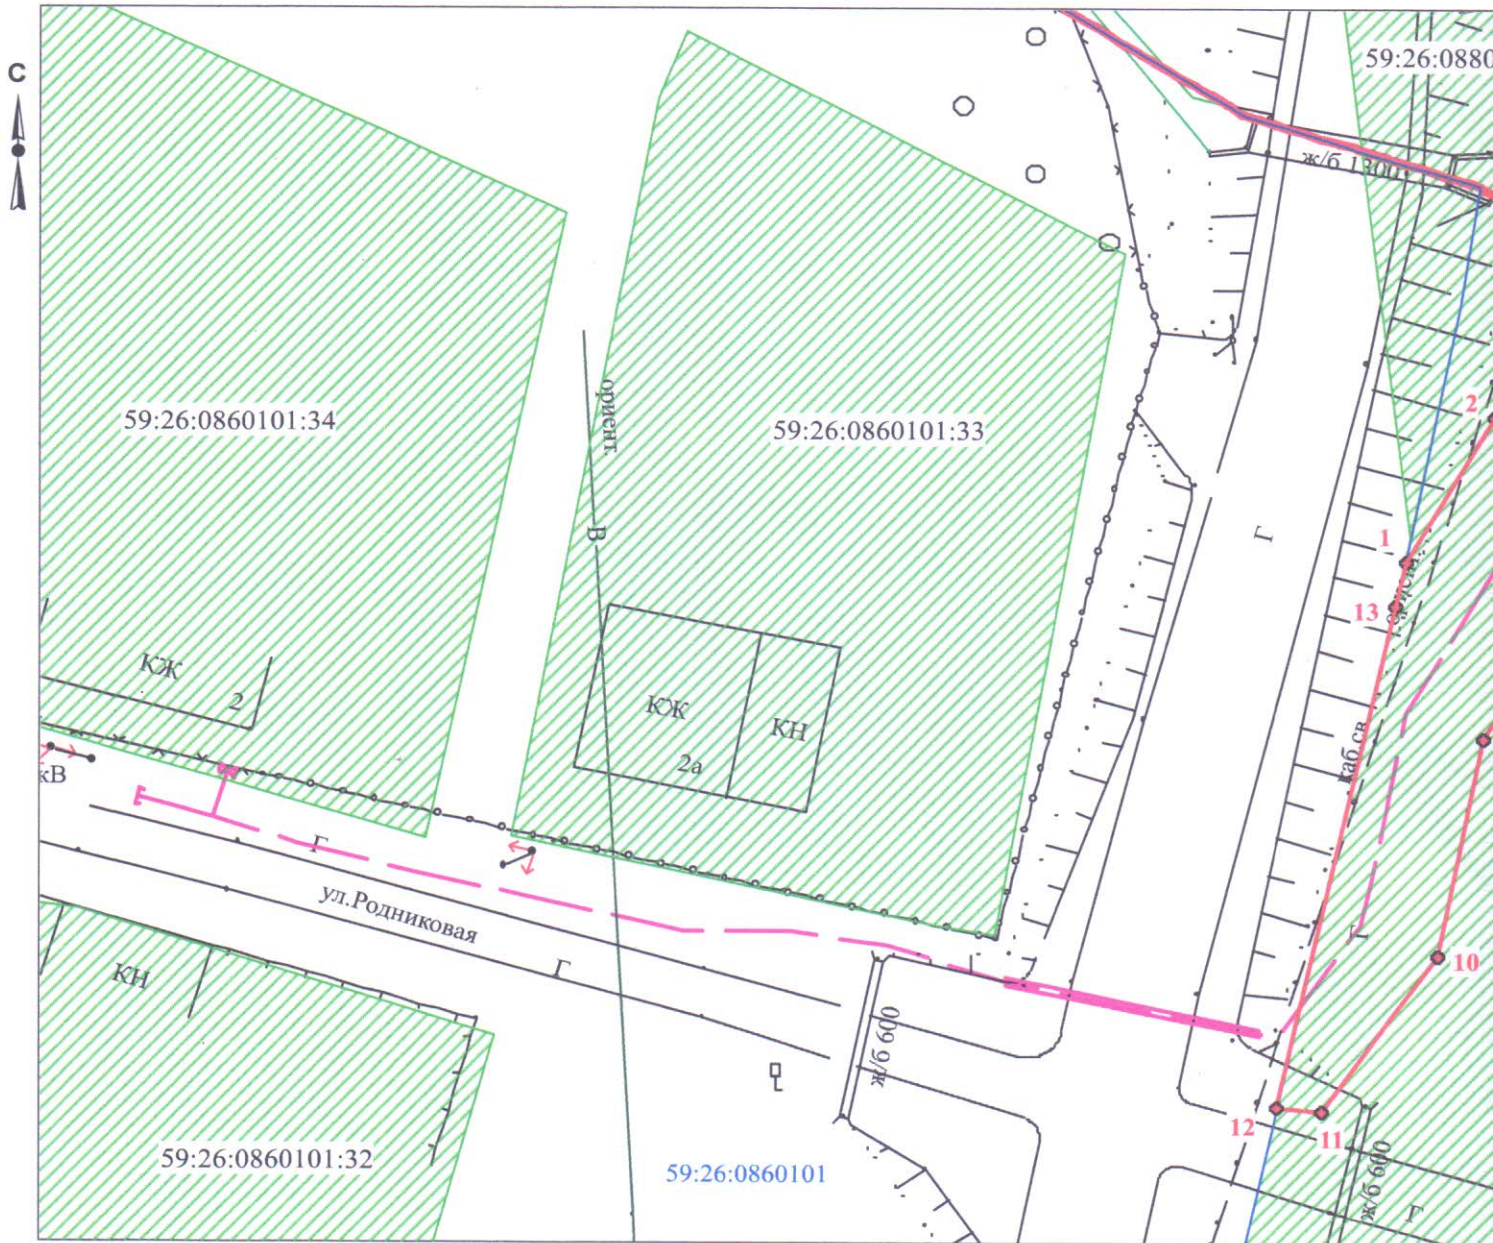 С
59:26:0880
ж/б 1300
ориент.
59:26:0860101:34
59:26:0860101:33
2
В
Г
1
13
КЖ
2
КЖ
КН
2а
каб.св.
кВ
Г
ул.Родниковая
Г
Г
10
КН
ж/б 600
12
11
59:26:0860101:32
59:26:0860101
ж/б 600
Г